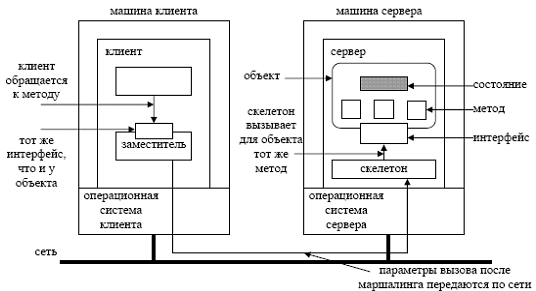 машина клиента
машина сервера
клиент
обращается
к методу
клиент
тот же
интерфейс,
что и у
объекта
заместитель
операционная
система
клиента
объект
сервер
состояние
метод
интерфейс
скелетон
вызывает
для объекта
тот же
метод
скелетон
операционная
система
сервера
сеть
параметры вызова после
маршалинга передаются по сети